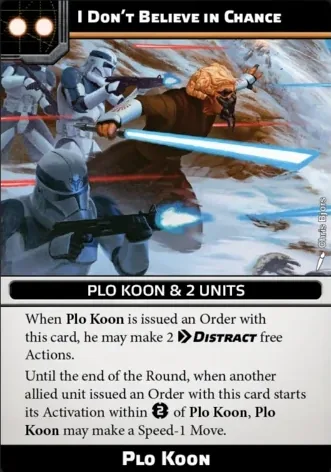 I Don't Believe in Chance
Chris Bjors
PLO KOON & 2 UNITS
When Plo Koon is issued an Order with
this card, he may make 2 Distract free
Actions.
Until the end of the Round, when another
allied unit issued an Order with this card starts
its Activation within 2 of Plo Koon, Plo
Koon may make a Speed-1 Move.
Plo Koon